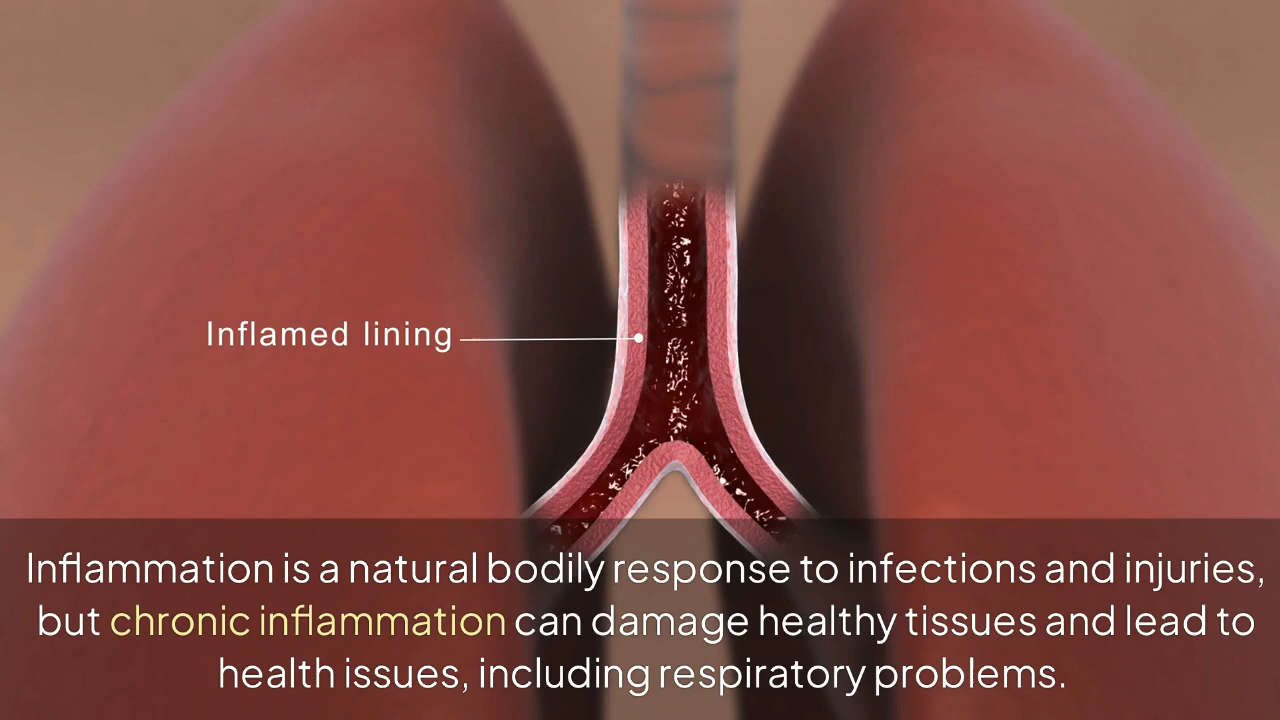 Inflamed lining
Inflammation is a natural bodily response to infections and injuries,
but chronic inflammation can damage healthy tissues and lead to
health issues, including respiratory problems.